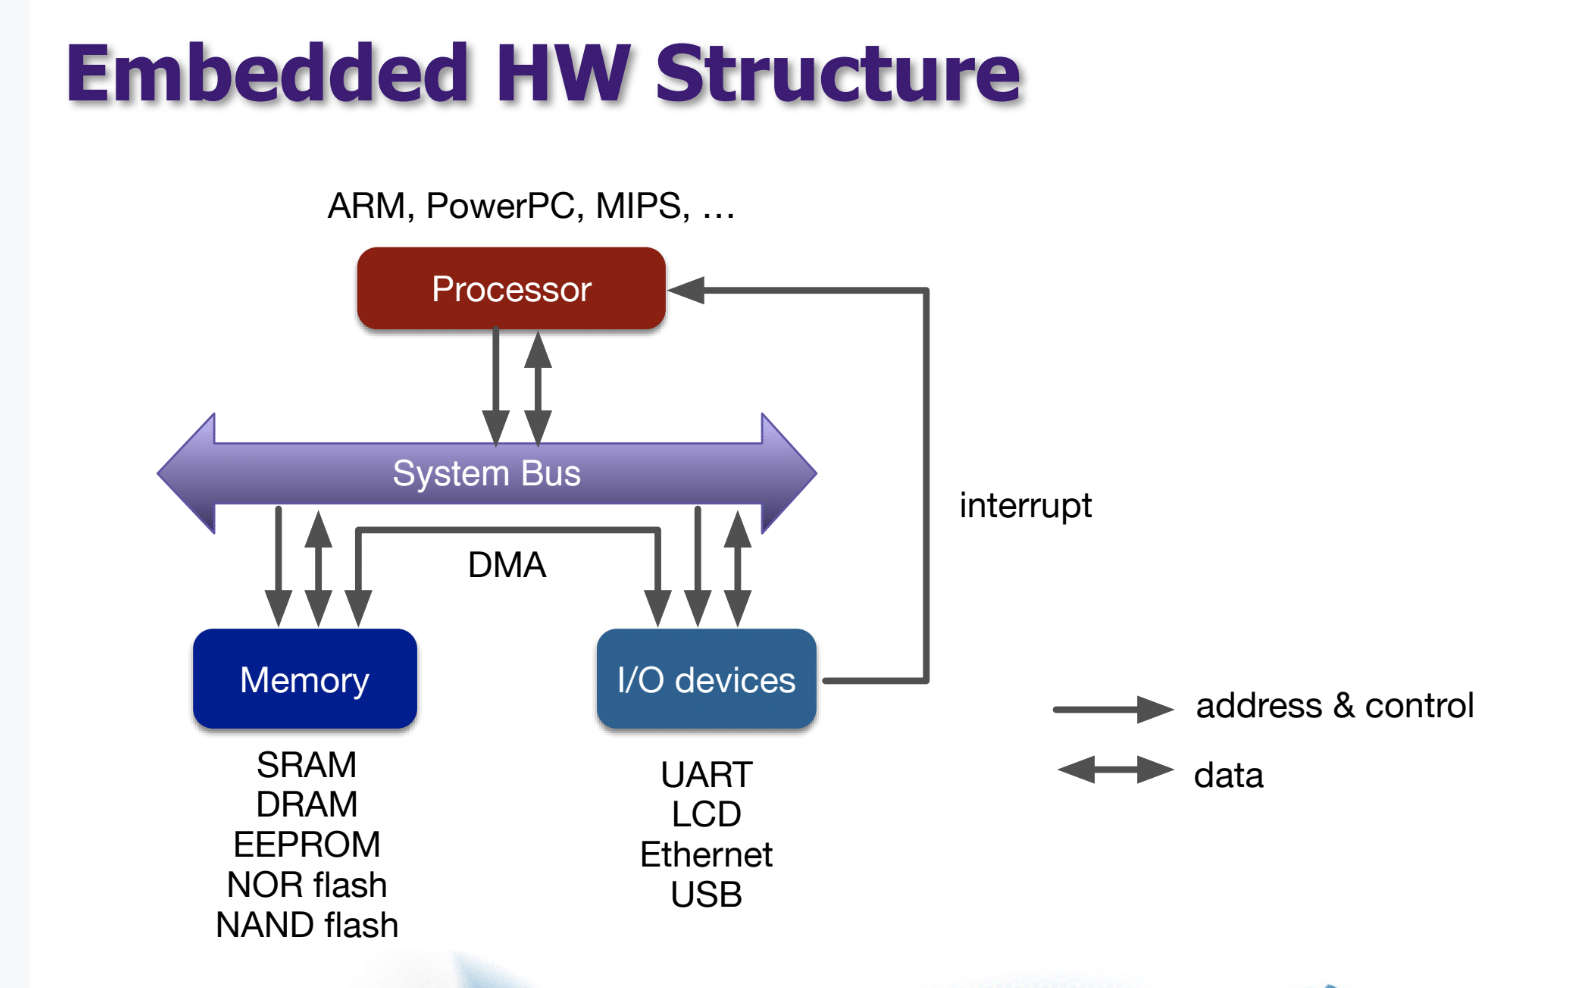 Embedded HW Structure
ARM, PowerPC, MIPS, …
Processor
System Bus
interrupt
DMA
Memory
I/O devices
address & control
data
SRAM
DRAM
EEPROM
NOR flash
NAND flash
UART
LCD
Ethernet
USB